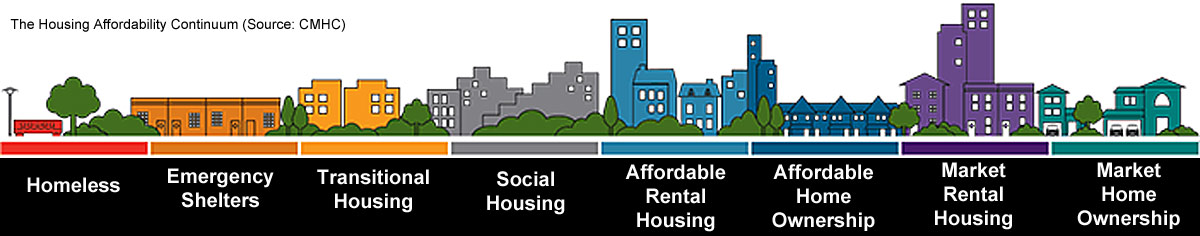 The Housing Affordability Continuum (Source: CMHC)
Homeless
Emergency
Shelters
Transitional
Housing
Social
Housing
Affordable
Rental
Housing
Affordable
Home
Ownership
Market
Rental
Housing
Market
Home
Ownership